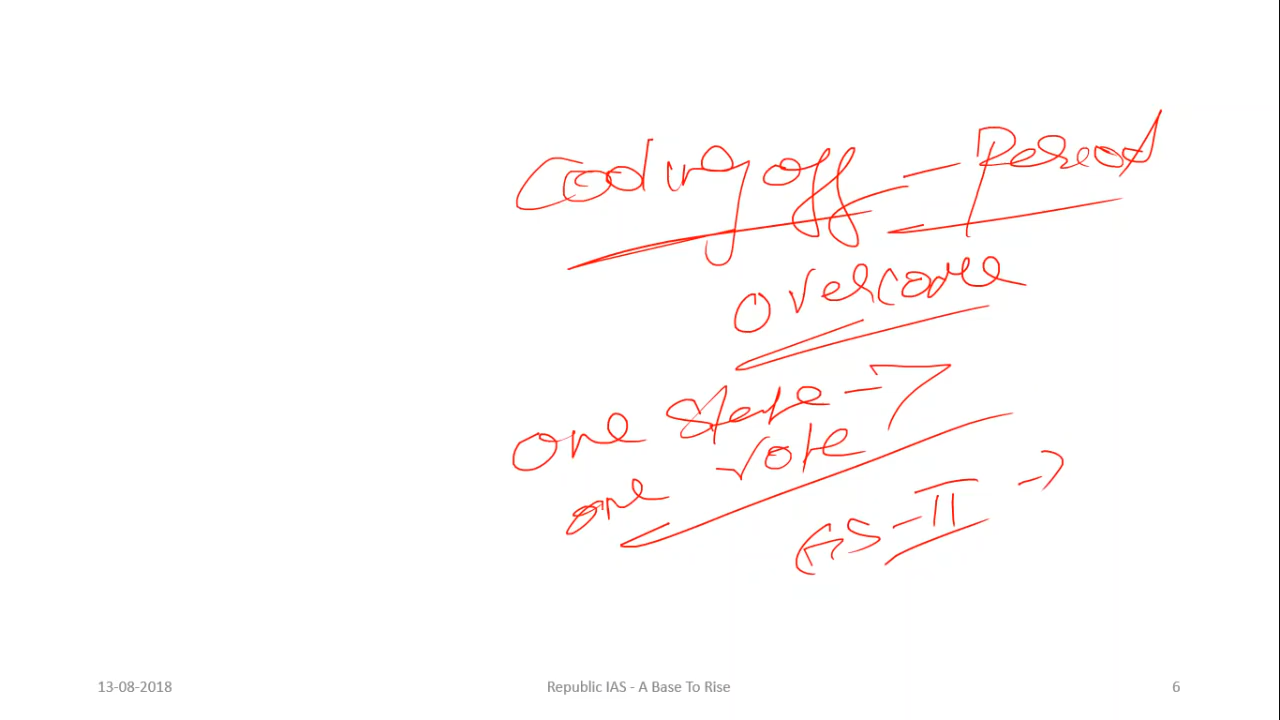 Cooling off - Period
overcome
one state - 7
one vote
GS-II ->
13-08-2018
Republic IAS - A Base To Rise
6